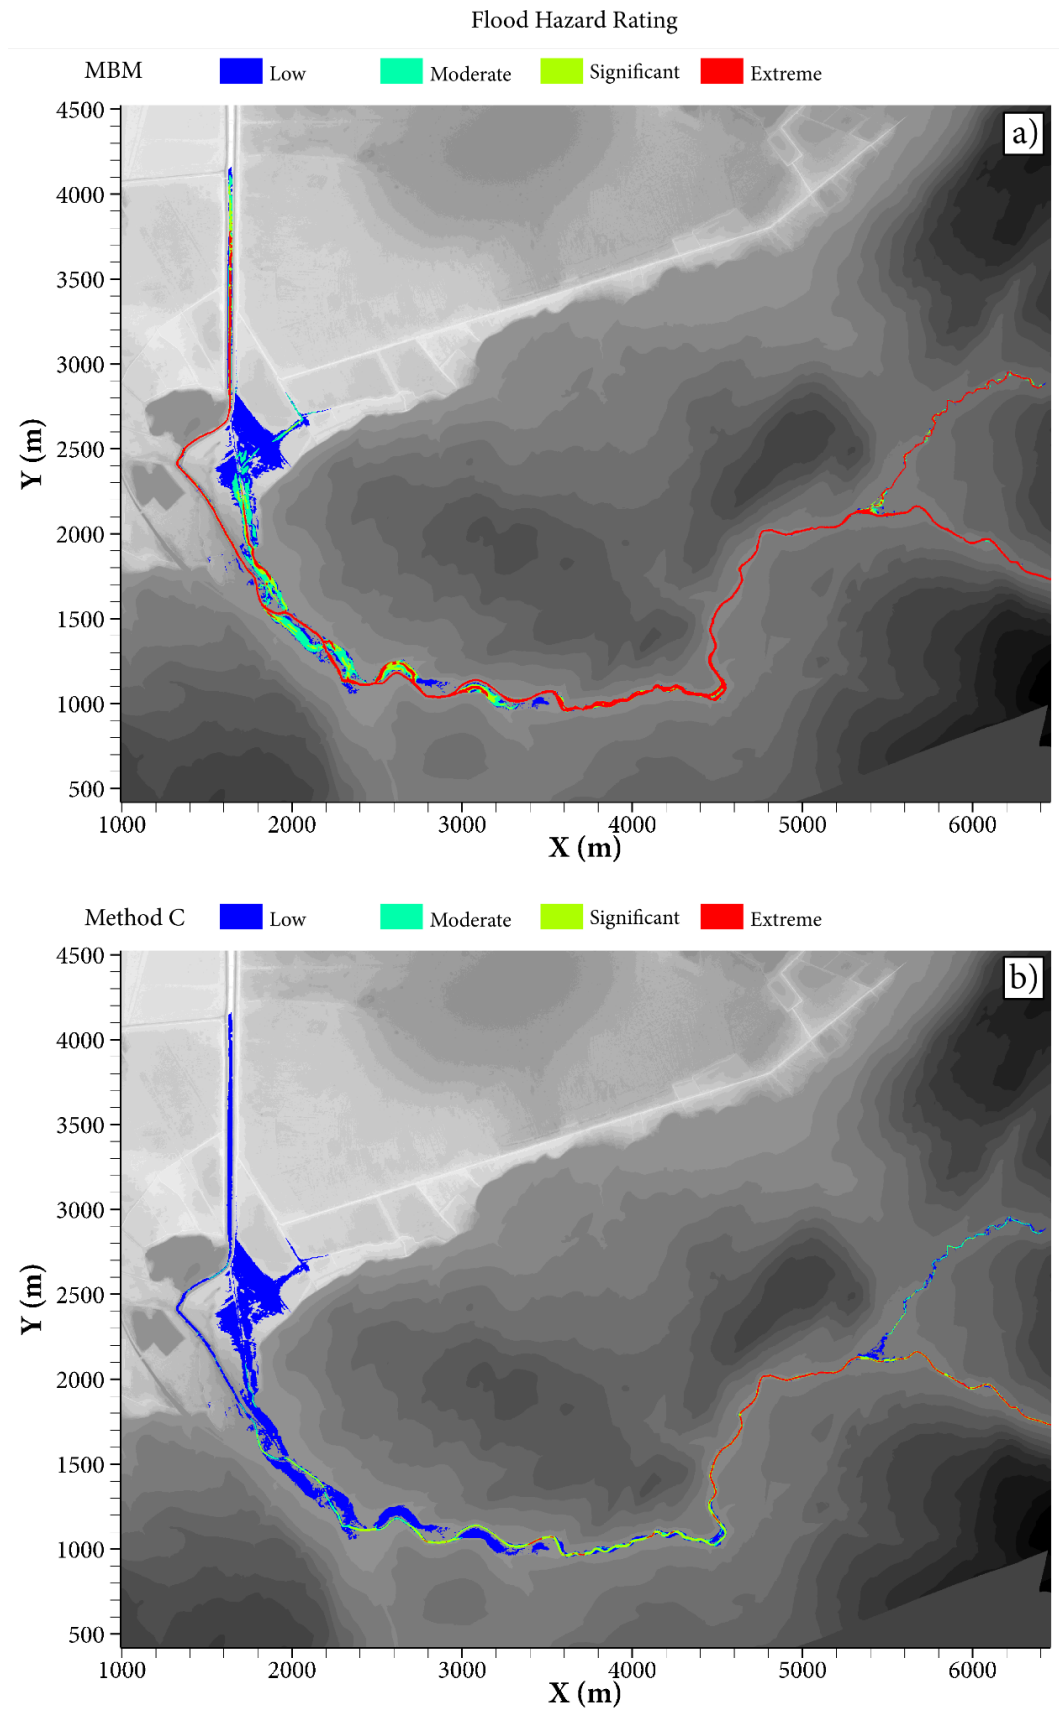 Flood Hazard Rating
MBM Low Moderate Significant Extreme
a)
4500
4000
3500
3000
2500
2000
1500
1000
500
Y (m)
1000 2000 3000 4000 5000 6000
X (m)
Method C Low Moderate Significant Extreme
b)
4500
4000
3500
3000
2500
2000
1500
1000
500
Y (m)
1000 2000 3000 4000 5000 6000
X (m)